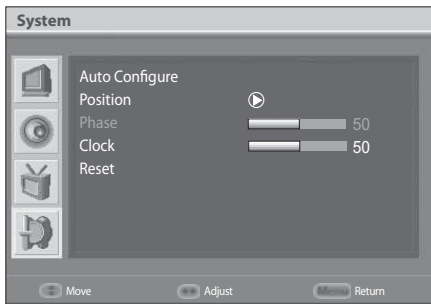 System
Auto Configure
Position
Phase 50
Clock 50
Reset
Move Adjust Menu Return